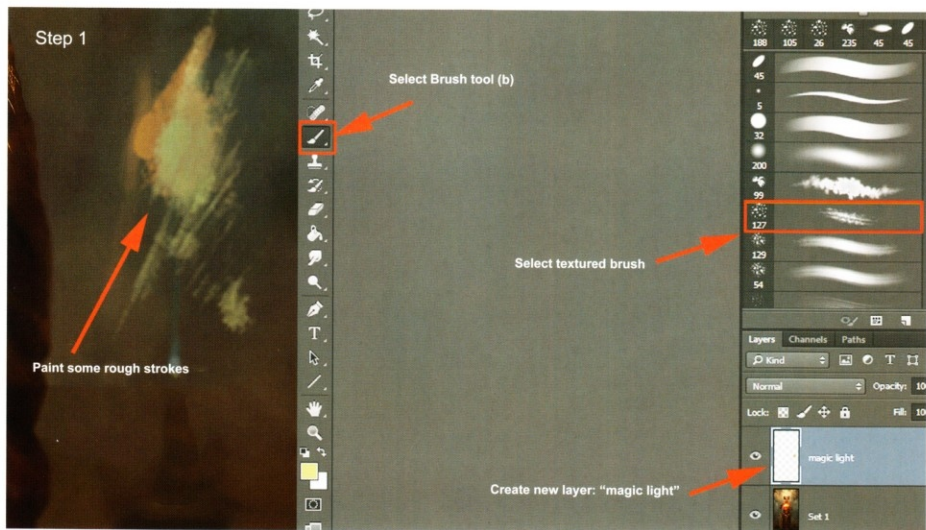 Step 1
Select Brush tool (b)
Select textured brush
Paint some rough strokes
Create new layer: "magic light"
188 105 26 235 45 45
45
5
32
200
99
127
129
54
Layers Channels Paths
Kind
T
Normal Opacity: 100
Lock: Fill: 100
magic light
Set 1